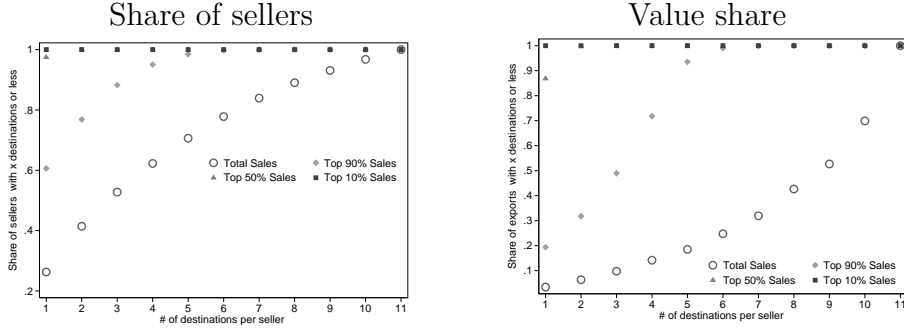 Share of sellers
Share of sellers with x destinations or less
1
.8
.6
.4
.2
Total Sales
Top 90% Sales
Top 50% Sales
Top 10% Sales
1 2 3 4 5 6 7 8 9 10 11
# of destinations per seller
Value share
Share of exports with x destinations or less
1
.9
.8
.7
.6
.5
.4
.3
.2
.1
0
Total Sales
Top 90% Sales
Top 50% Sales
Top 10% Sales
1 2 3 4 5 6 7 8 9 10 11
# of destinations per seller